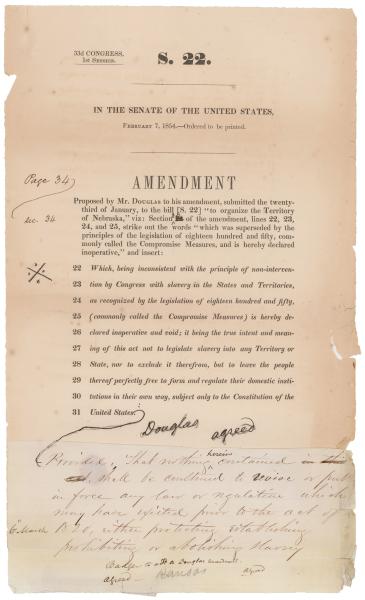 33d CONGRESS,
1st SESSION.
S. 22.
IN THE SENATE OF THE UNITED STATES,
FEBRUARY 7, 1854.—Ordered to be printed.
Page 34
AMENDMENT
Proposed by Mr. DOUGLAS to his amendment, submitted the twenty-
third of January, to the bill [S. 22] "to organize the Territory
of Nebraska," viz: Section of the amendment, lines 22, 23,
sec. 34
24, and 25, strike out the words "which was superseded by the
principles of the legislation of eighteen hundred and fifty, com-
monly called the Compromise Measures, and is hereby declared
inoperative," and insert:
22 Which, being inconsistent with the principle of non-interven-
23 tion by Congress with slavery in the States and Territories,
24 as recognized by the legislation of eighteen hundred and fifty,
25 (commonly called the Compromise Measures) is hereby de-
26 clared inoperative and void; it being the true intent and mean-
27 ing of this act not to legislate slavery into any Territory or
28 State, nor to exclude it therefrom, but to leave the people
29 thereof perfectly free to form and regulate their domestic insti-
30 tutions in their own way, subject only to the Constitution of the
31 United States.
Douglas agreed
Provided, That nothing herein contained in this
shall be construed to revive or put
in force any law or regulation which
may have existed prior to the act of
6 March 1820, either protecting, establishing
prohibiting or abolishing slavery
Badger to add to Douglas amendment.
agreed— Kansas agreed